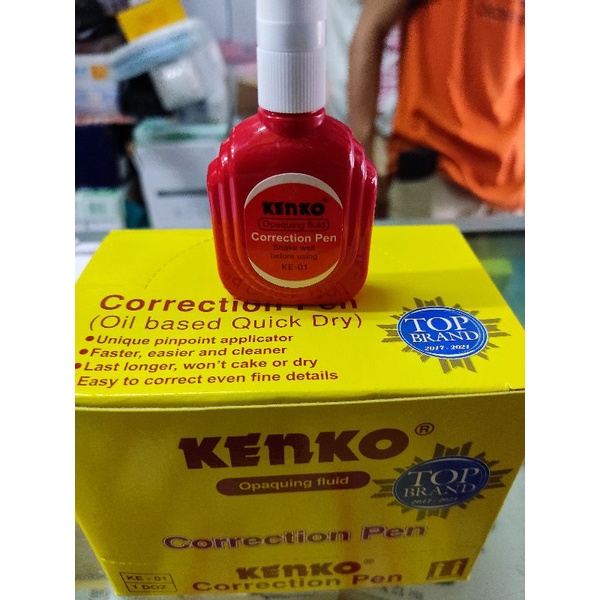 KENKO
Opaquing fluid
Correction Pen
Shake well
before using
KE-01
Correction Pen
(Oil based Quick Dry)
•Unique pinpoint applicator
•Faster, easier and cleaner
•Last longer, won't cake or dry
Easy to correct even fine details
TOP
BRAND
2017 - 2021
KENKO®
Opaquing fluid
TOP
BRAND
2017 - 2021
Correction Pen
KE - 01
1 DOZ
KENKO®
Correction Pen